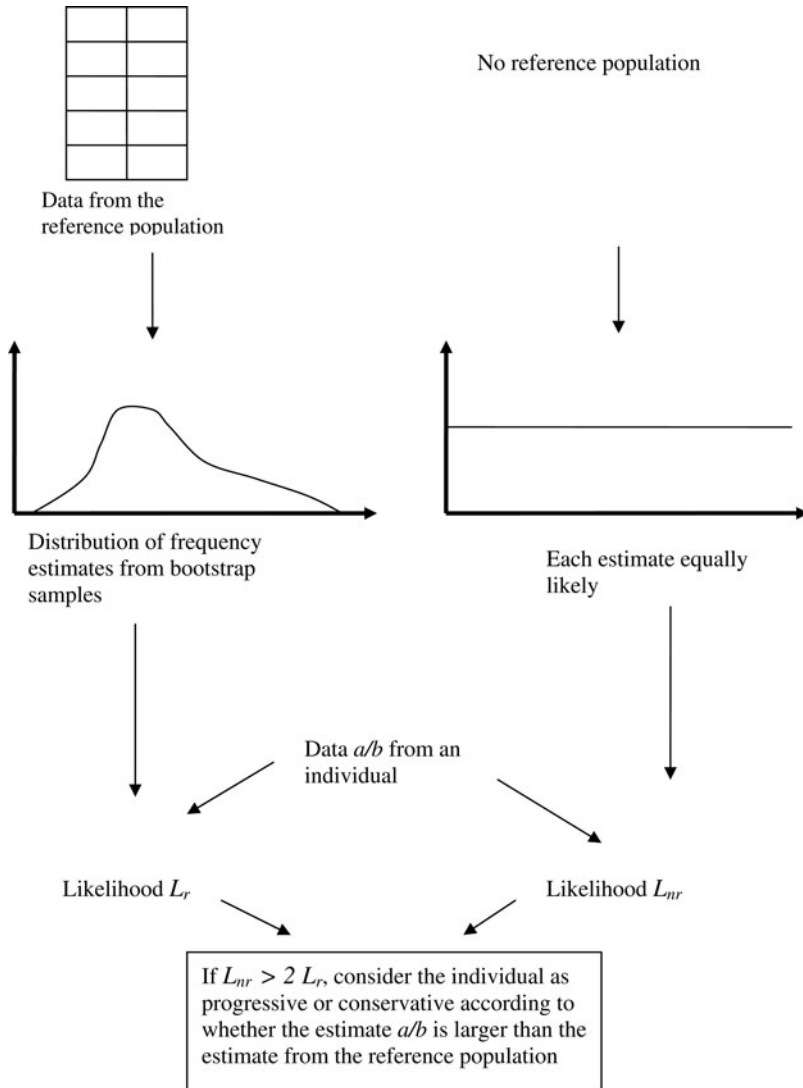 No reference population
Data from the
reference population
Distribution of frequency
estimates from bootstrap
samples
Each estimate equally
likely
Data a/b from an
individual
Likelihood Lr
Likelihood Lnr
If Lnr > 2 Lr, consider the individual as
progressive or conservative according to
whether the estimate a/b is larger than the
estimate from the reference population